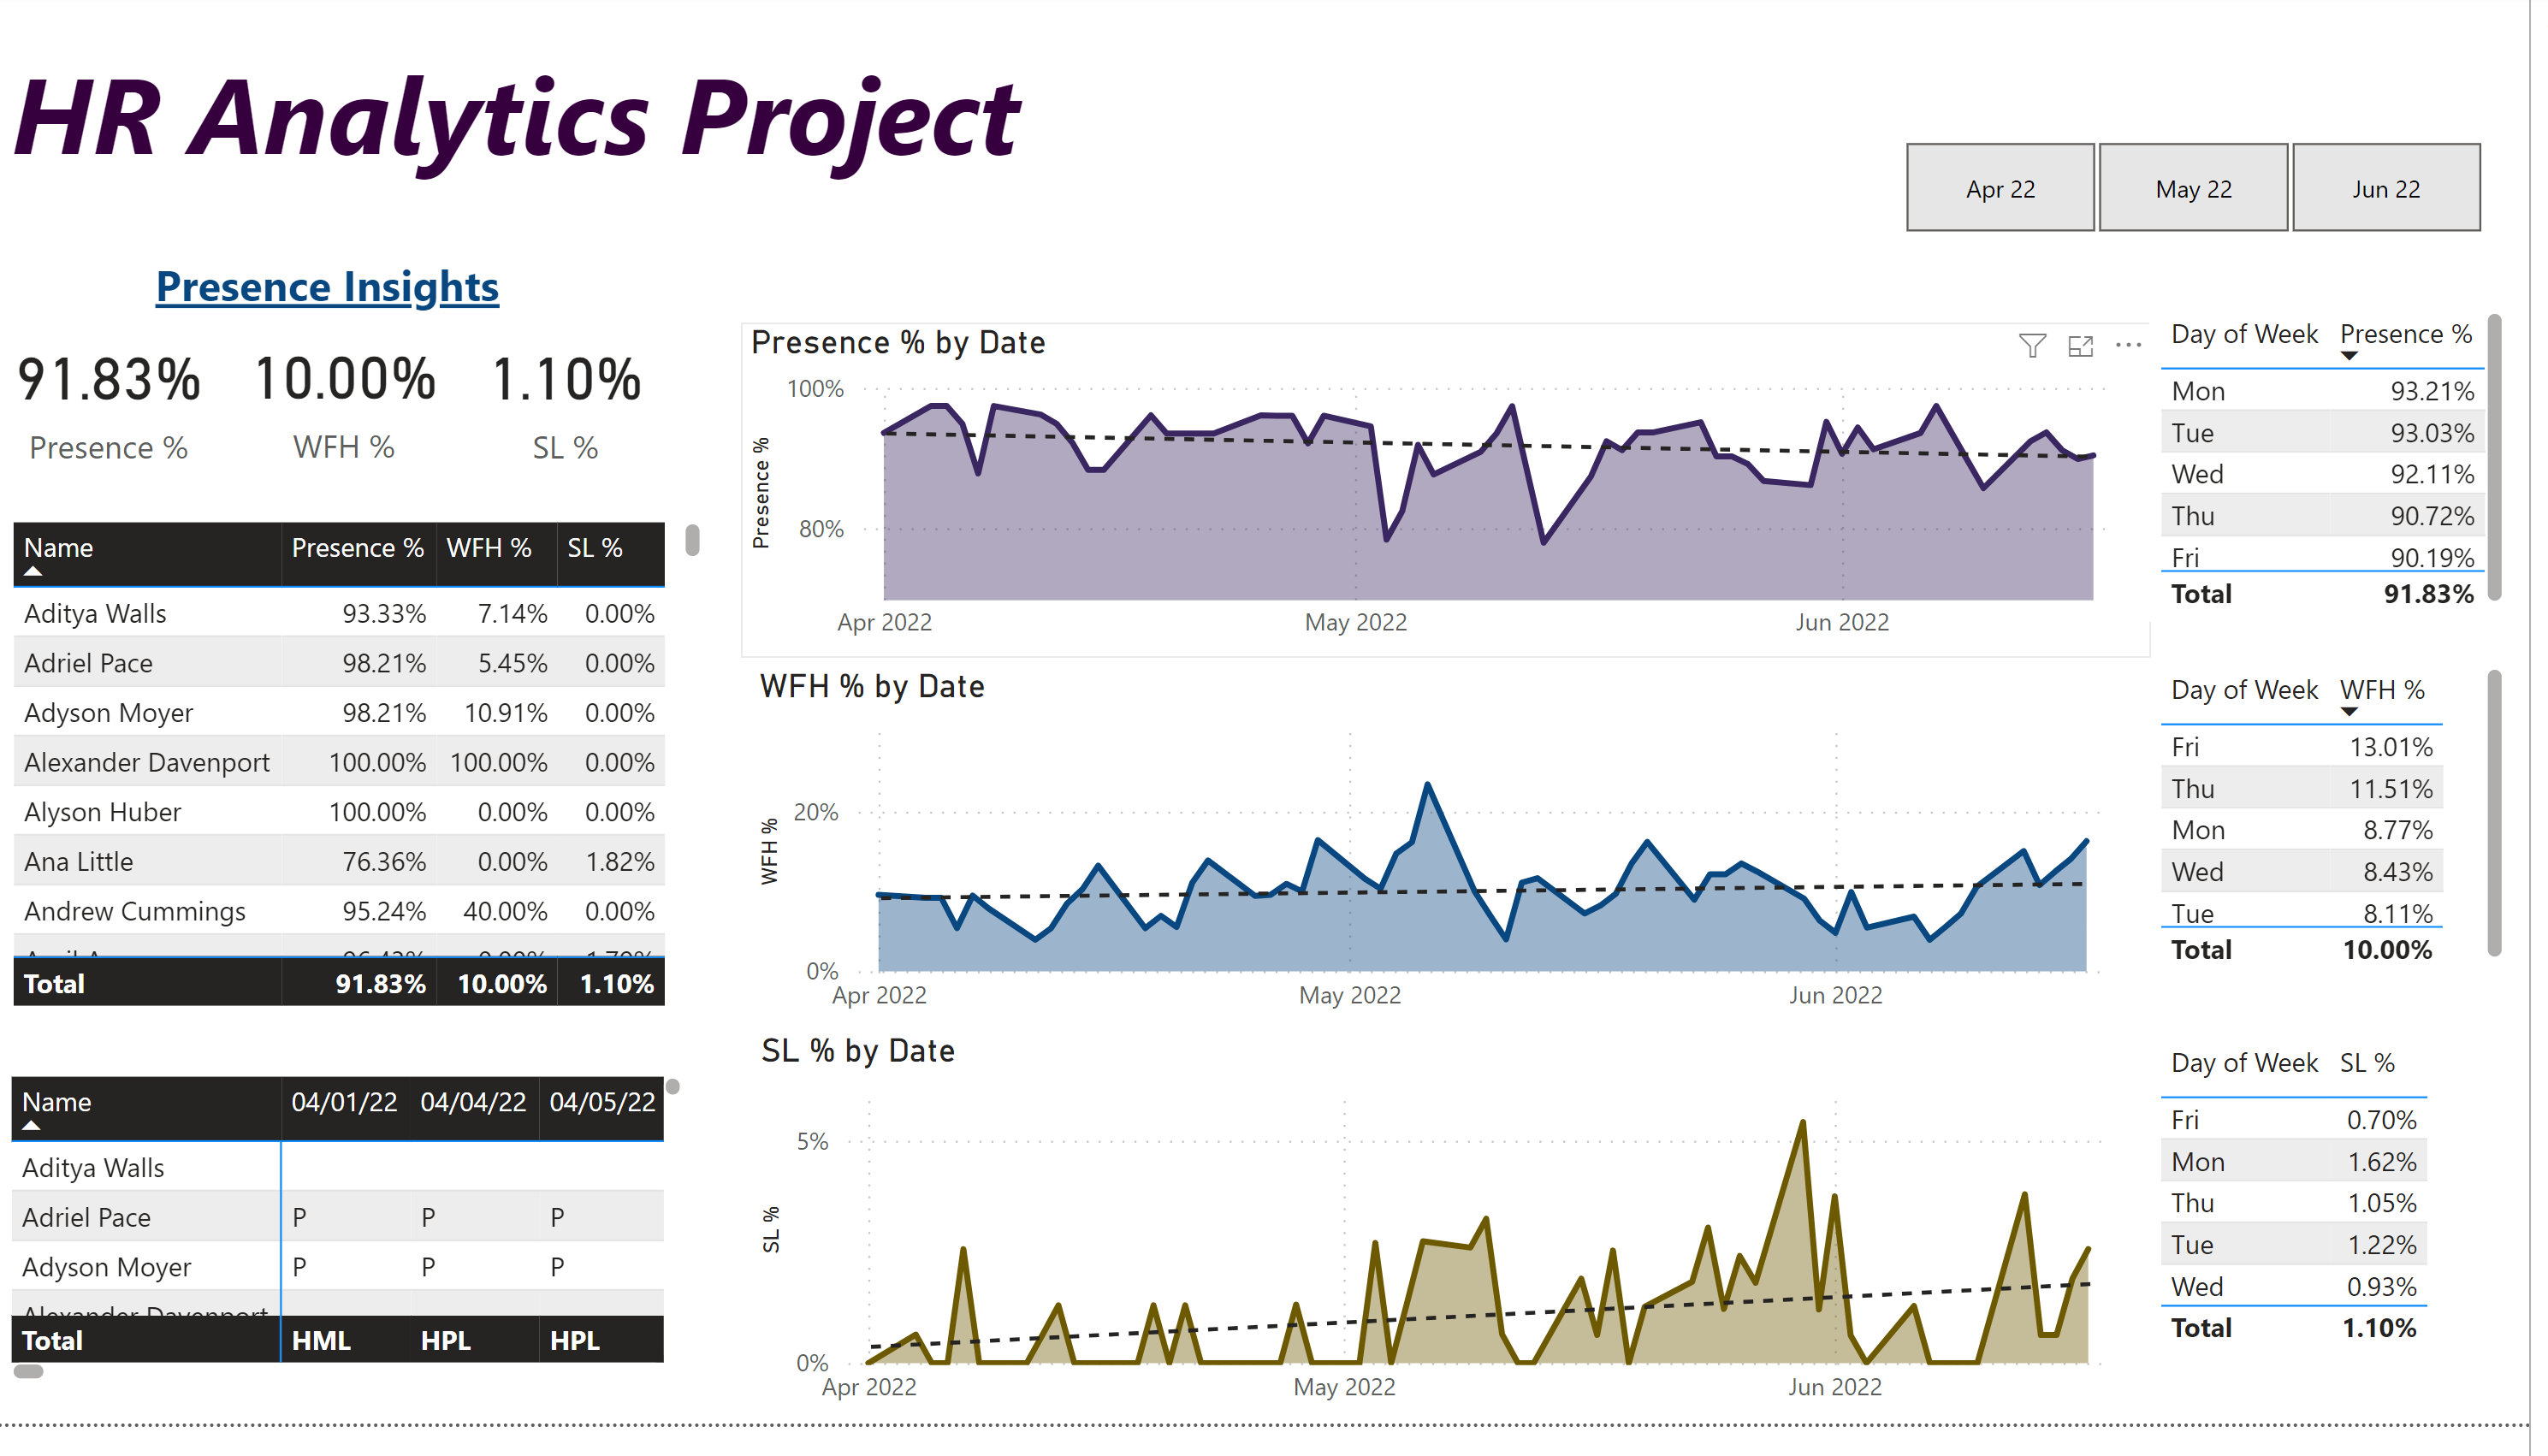 HR Analytics Project
Apr 22 May 22 Jun 22
Presence Insights
91.83% 10.00% 1.10%
Presence % WFH % SL %
Name Presence % WFH % SL %
Aditya Walls 93.33% 7.14% 0.00%
Adriel Pace 98.21% 5.45% 0.00%
Adyson Moyer 98.21% 10.91% 0.00%
Alexander Davenport 100.00% 100.00% 0.00%
Alyson Huber 100.00% 0.00% 0.00%
Ana Little 76.36% 0.00% 1.82%
Andrew Cummings 95.24% 40.00% 0.00%
Total 91.83% 10.00% 1.10%
Name 04/01/22 04/04/22 04/05/22
Aditya Walls
Adriel Pace P P P
Adyson Moyer P P P
Alexander Davenport
Total HML HPL HPL
Presence % by Date
Presence %
100%
80%
Apr 2022 May 2022 Jun 2022
WFH % by Date
WFH %
20%
0%
Apr 2022 May 2022 Jun 2022
SL % by Date
SL %
5%
0%
Apr 2022 May 2022 Jun 2022
Day of Week Presence %
Mon 93.21%
Tue 93.03%
Wed 92.11%
Thu 90.72%
Fri 90.19%
Total 91.83%
Day of Week WFH %
Fri 13.01%
Thu 11.51%
Mon 8.77%
Wed 8.43%
Tue 8.11%
Total 10.00%
Day of Week SL %
Fri 0.70%
Mon 1.62%
Thu 1.05%
Tue 1.22%
Wed 0.93%
Total 1.10%